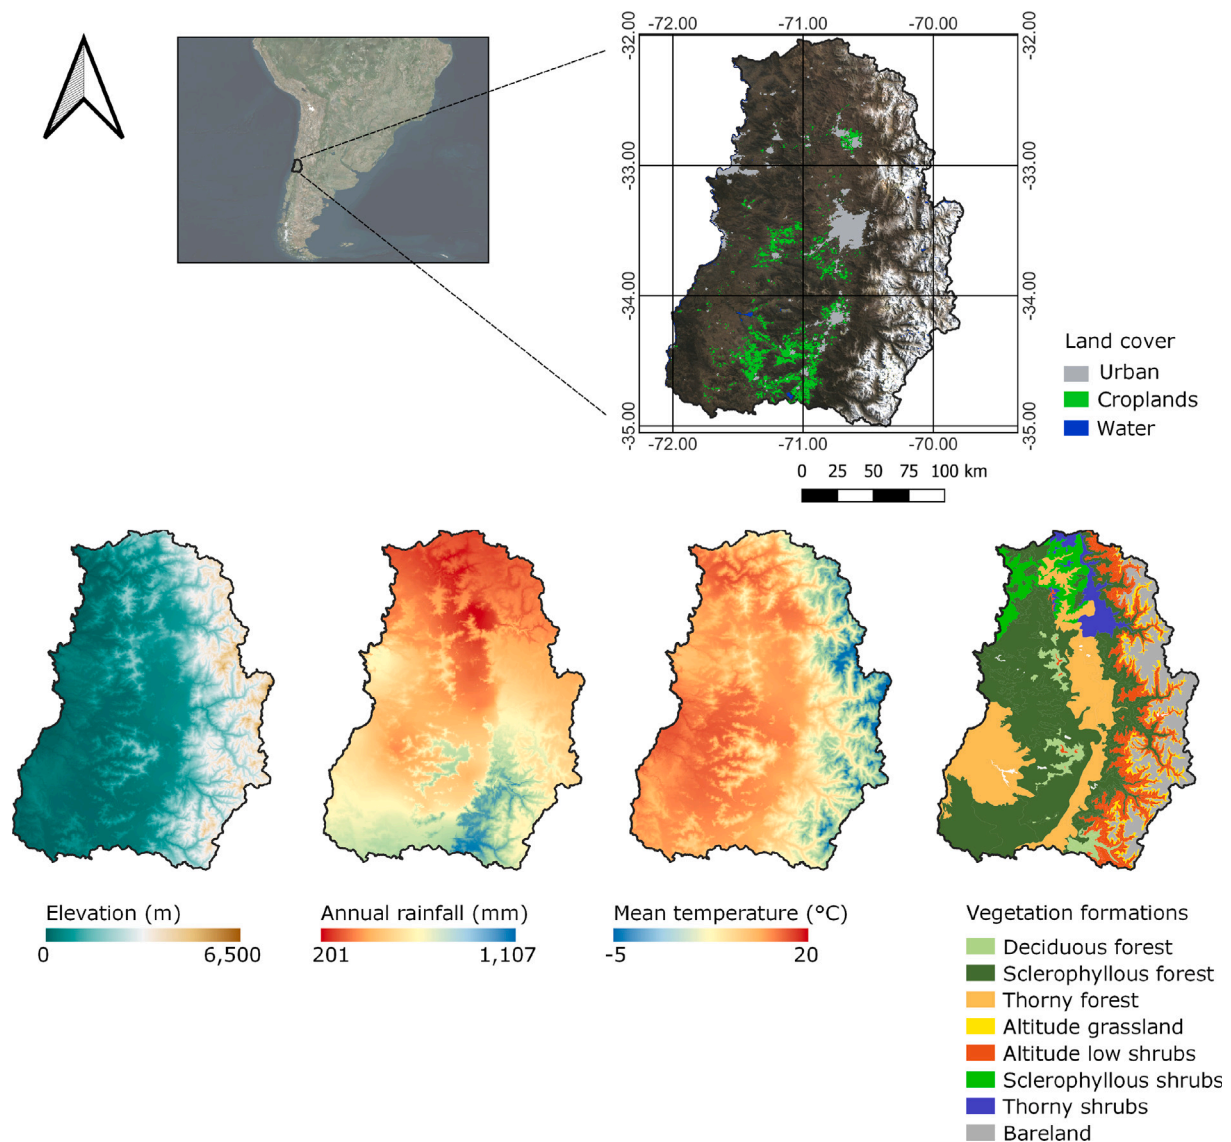 -72.00 -71.00 -70.00
-32.00 -32.00
-33.00 -33.00
-34.00 -34.00
-35.00 -35.00
-72.00 -71.00 -70.00
Land cover
Urban
Croplands
Water
0 25 50 75 100 km
Elevation (m)
0 6,500
Annual rainfall (mm)
201 1,107
Mean temperature (°C)
-5 20
Vegetation formations
Deciduous forest
Sclerophyllous forest
Thorny forest
Altitude grassland
Altitude low shrubs
Sclerophyllous shrubs
Thorny shrubs
Bareland